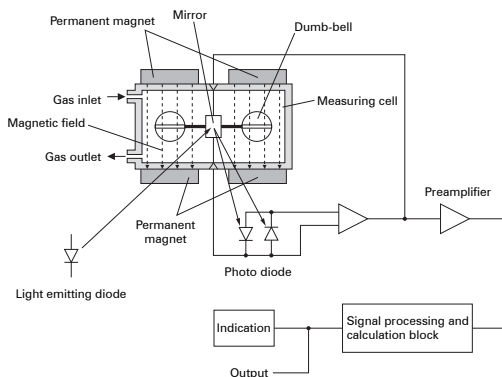 Mirror
Permanent magnet
Dumb-bell
Gas inlet
Measuring cell
Magnetic field
Gas outlet
Permanent
magnet
Preamplifier
Photo diode
Light emitting diode
Indication
Signal processing and
calculation block
Output